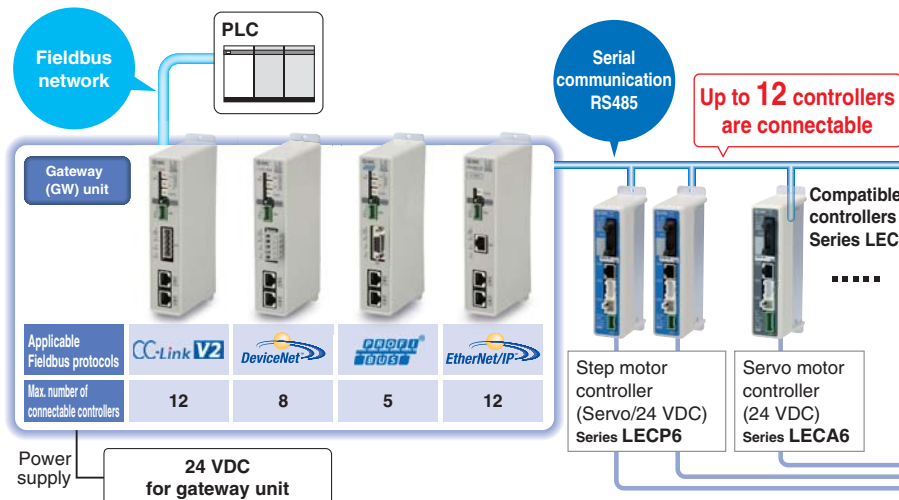 PLC
Fieldbus
network
Serial
communication
RS485
Up to 12 controllers
are connectable
Gateway
(GW) unit
Compatible
controllers
Series LEC
Applicable
Fieldbus protocols
CC-Link V2
DeviceNet
PROFI
BUS
EtherNet/IP
Max. number of
connectable controllers
12
8
5
12
Step motor
controller
(Servo/24 VDC)
Series LECP6
Servo motor
controller
(24 VDC)
Series LECA6
Power
supply
24 VDC
for gateway unit